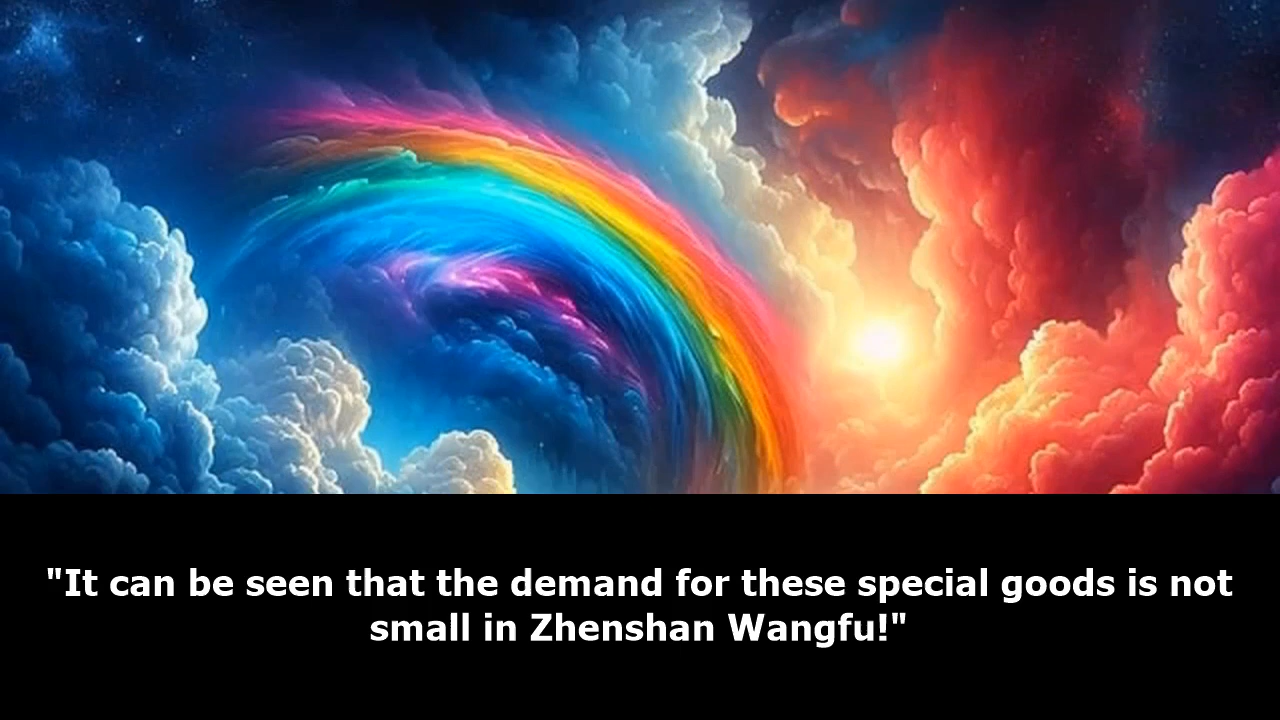 "It can be seen that the demand for these special goods is not
small in Zhenshan Wangfu!"